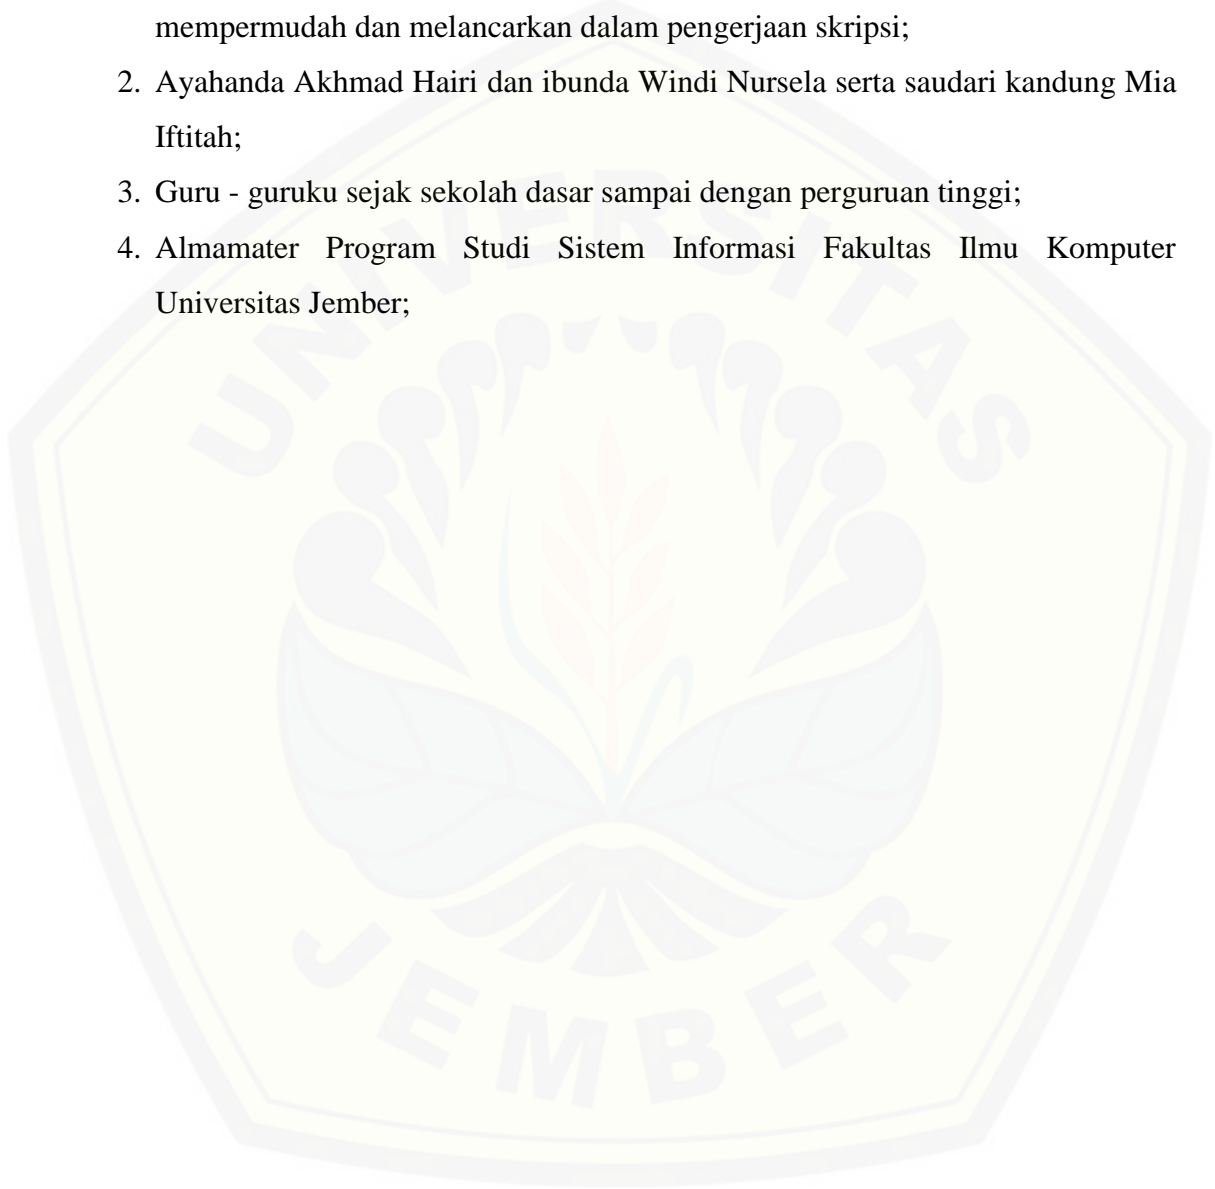 mempermudah dan melancarkan dalam pengerjaan skripsi;
2. Ayahanda Akhmad Hairi dan ibunda Windi Nursela serta saudari kandung Mia
Iftitah;
3. Guru - guruku sejak sekolah dasar sampai dengan perguruan tinggi;
4. Almamater Program Studi Sistem Informasi Fakultas Ilmu Komputer
Universitas Jember;
UNIVERSITAS
JEMBER